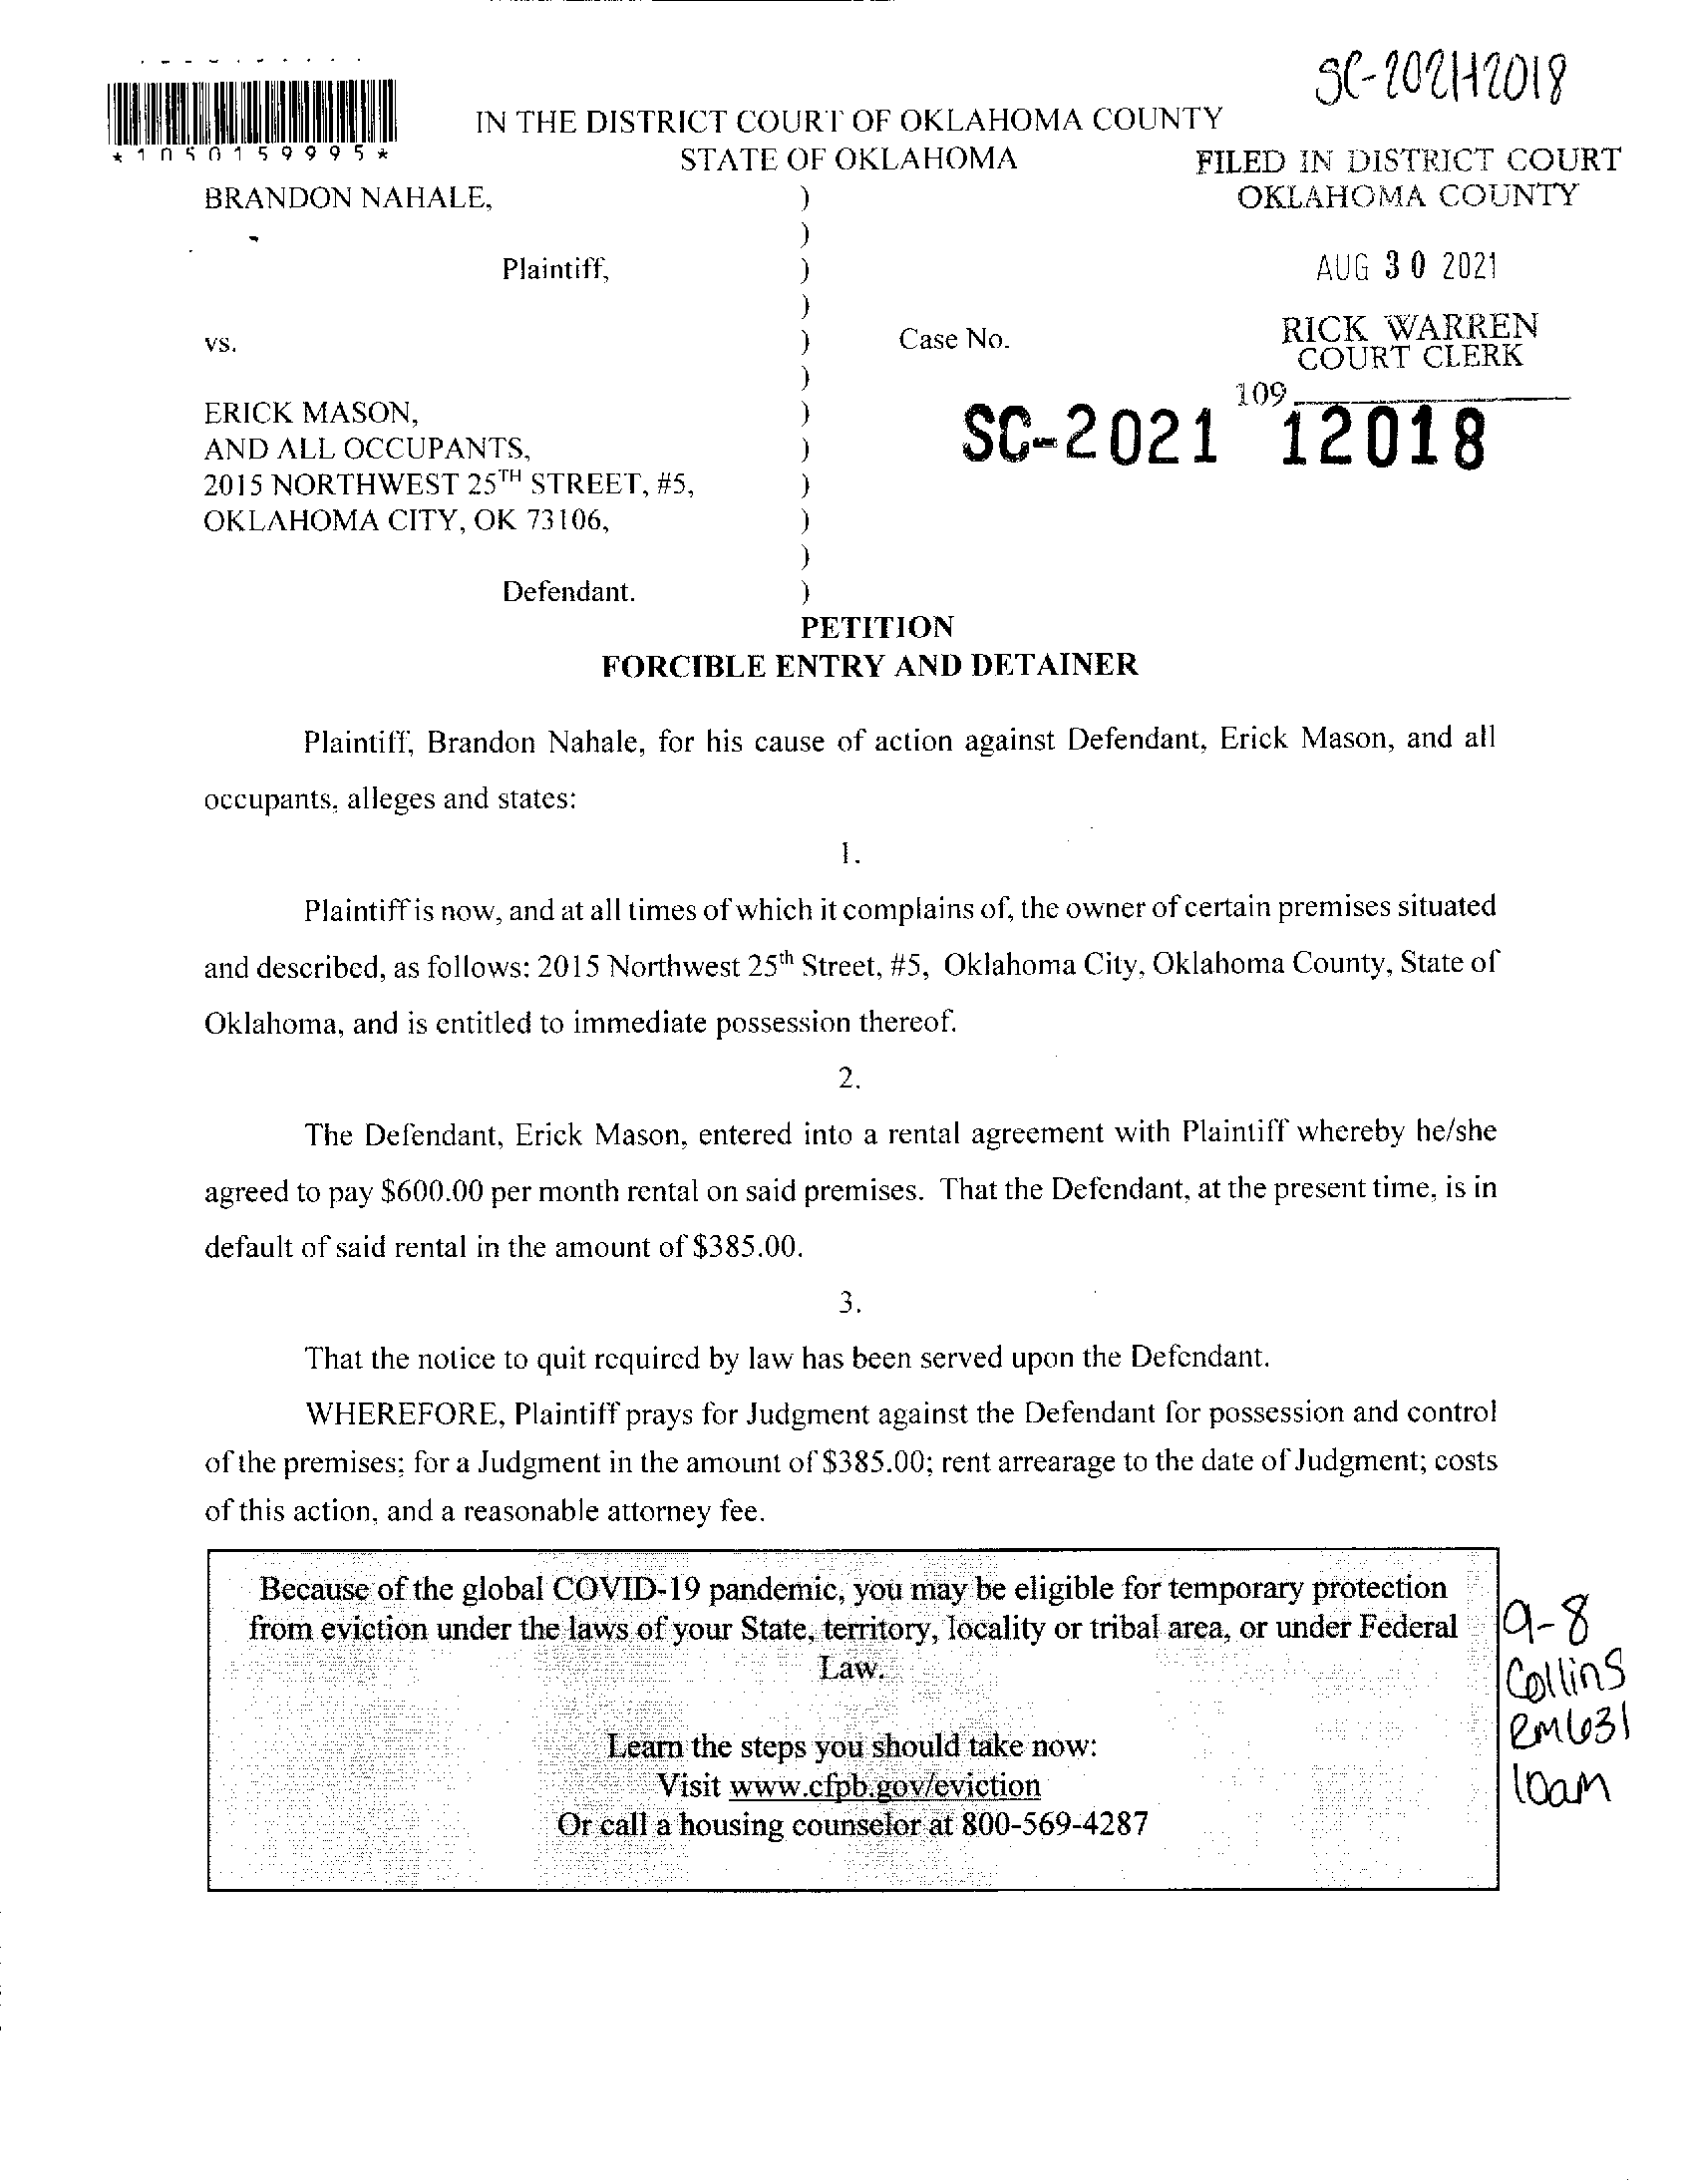 SC-2021-12018
IN THE DISTRICT COURT OF OKLAHOMA COUNTY
STATE OF OKLAHOMA
*1050159995*
FILED IN DISTRICT COURT
OKLAHOMA COUNTY
BRANDON NAHALE, )
)
Plaintiff, )
AUG 30 2021
)
vs. ) Case No.
RICK WARREN
COURT CLERK
)
109
ERICK MASON, )
SC-2021 12018
AND ALL OCCUPANTS, )
2015 NORTHWEST 25TH STREET, #5, )
OKLAHOMA CITY, OK 73106, )
)
Defendant. )
PETITION
FORCIBLE ENTRY AND DETAINER
Plaintiff, Brandon Nahale, for his cause of action against Defendant, Erick Mason, and all
occupants, alleges and states:
1.
Plaintiff is now, and at all times of which it complains of, the owner of certain premises situated
and described, as follows: 2015 Northwest 25th Street, #5, Oklahoma City, Oklahoma County, State of
Oklahoma, and is entitled to immediate possession thereof.
2.
The Defendant, Erick Mason, entered into a rental agreement with Plaintiff whereby he/she
agreed to pay $600.00 per month rental on said premises. That the Defendant, at the present time, is in
default of said rental in the amount of $385.00.
3.
That the notice to quit required by law has been served upon the Defendant.
WHEREFORE, Plaintiff prays for Judgment against the Defendant for possession and control
of the premises; for a Judgment in the amount of $385.00; rent arrearage to the date of Judgment; costs
of this action, and a reasonable attorney fee.
Because of the global COVID-19 pandemic, you may be eligible for temporary protection
from eviction under the laws of your State, territory, locality or tribal area, or under Federal
Law.
Learn the steps you should take now:
Visit www.cfpb.gov/eviction
Or call a housing counselor at 800-569-4287
9-8
Collins
RM631
10am